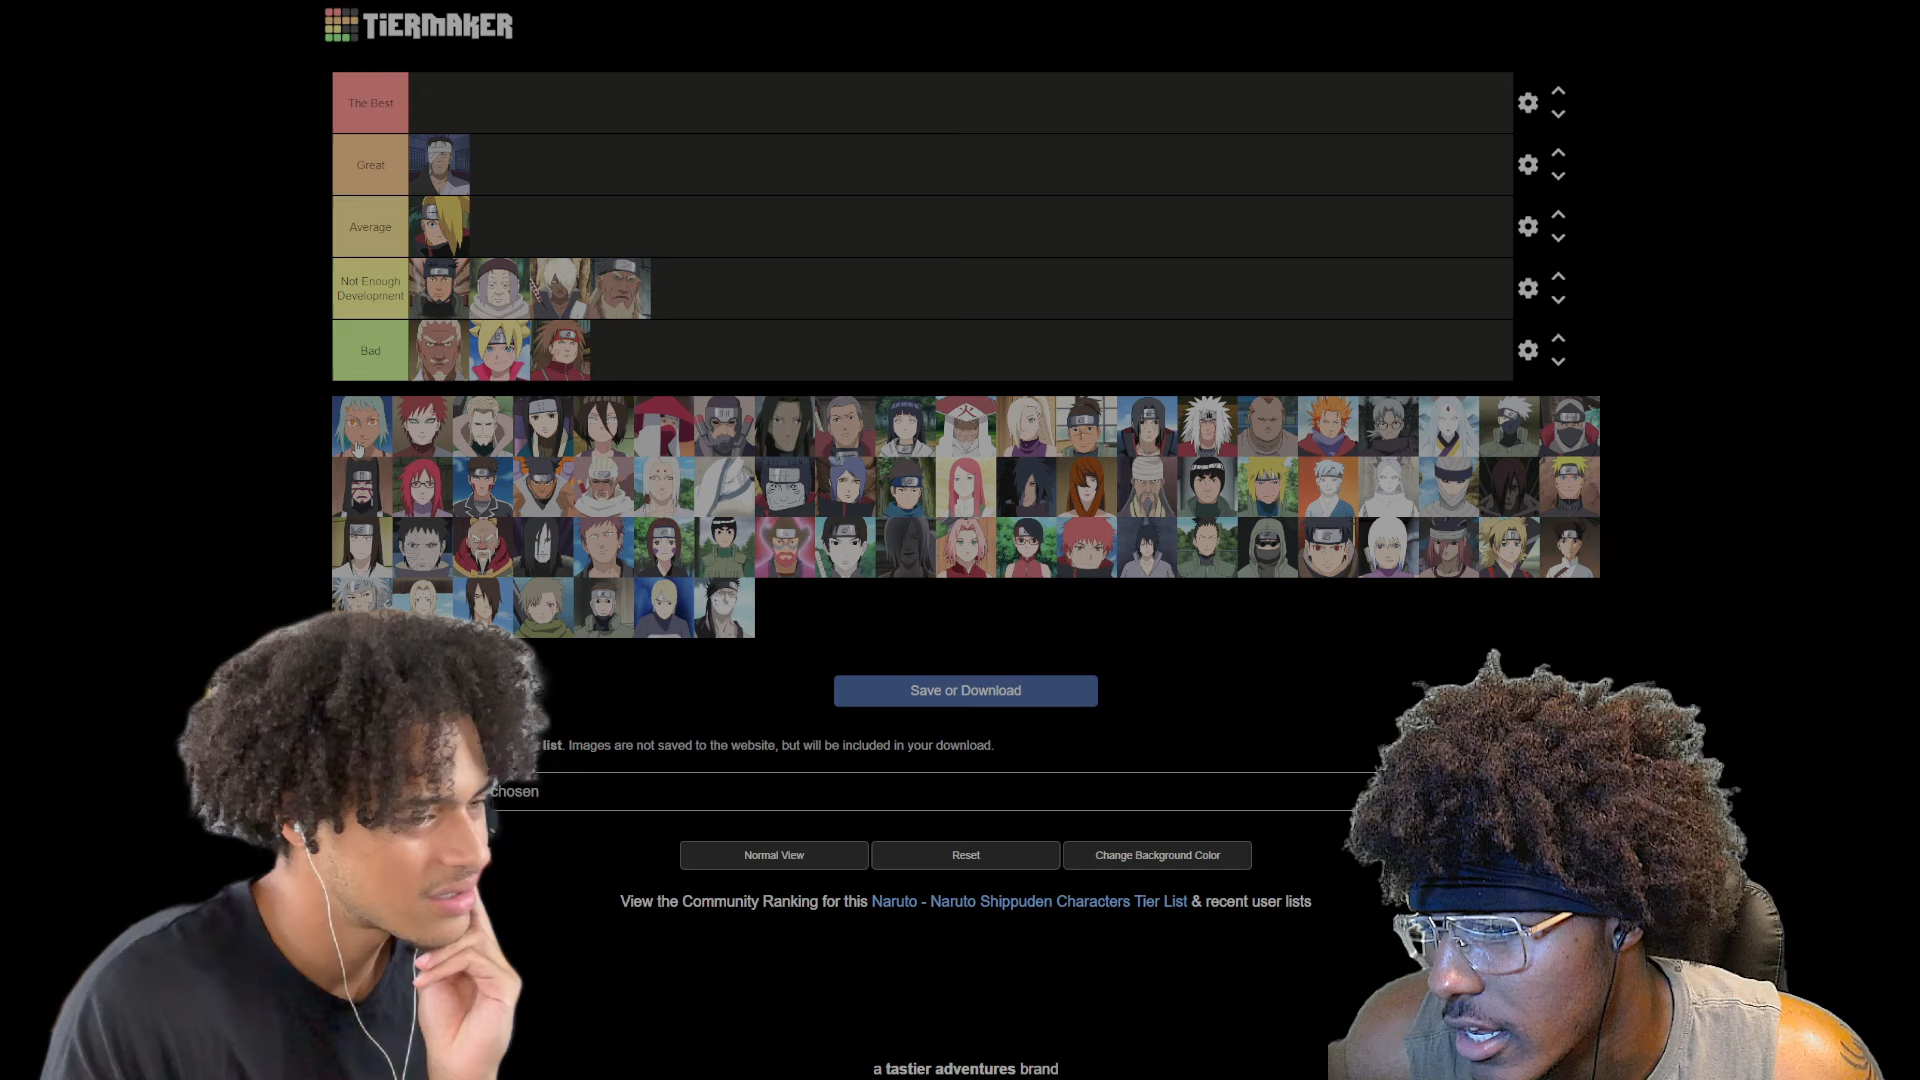 TIERMAKER
The Best
Great
Average
Not Enough
Development
Bad
Save or Download
list. Images are not saved to the website, but will be included in your download.
chosen
Normal View
Reset
Change Background Color
View the Community Ranking for this Naruto - Naruto Shippuden Characters Tier List & recent user lists
a tastier adventures brand